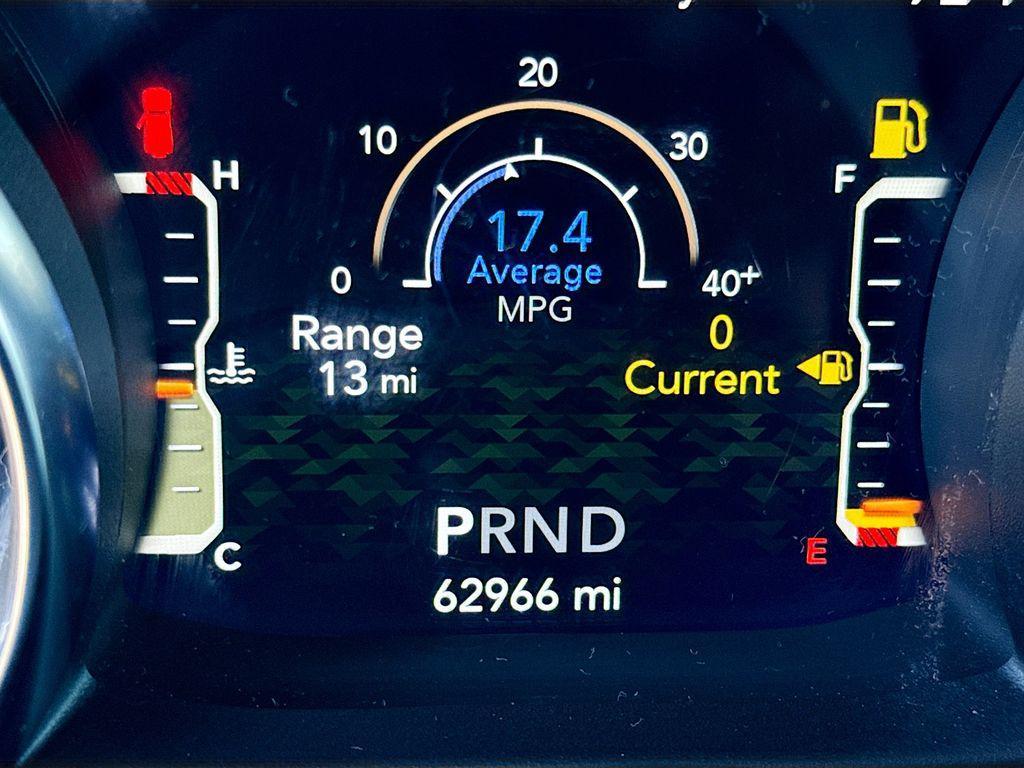 20
10
30
H
F
17.4
Average
0
40+
MPG
Range
0
13 mi
Current
PRND
E
C
62966 mi